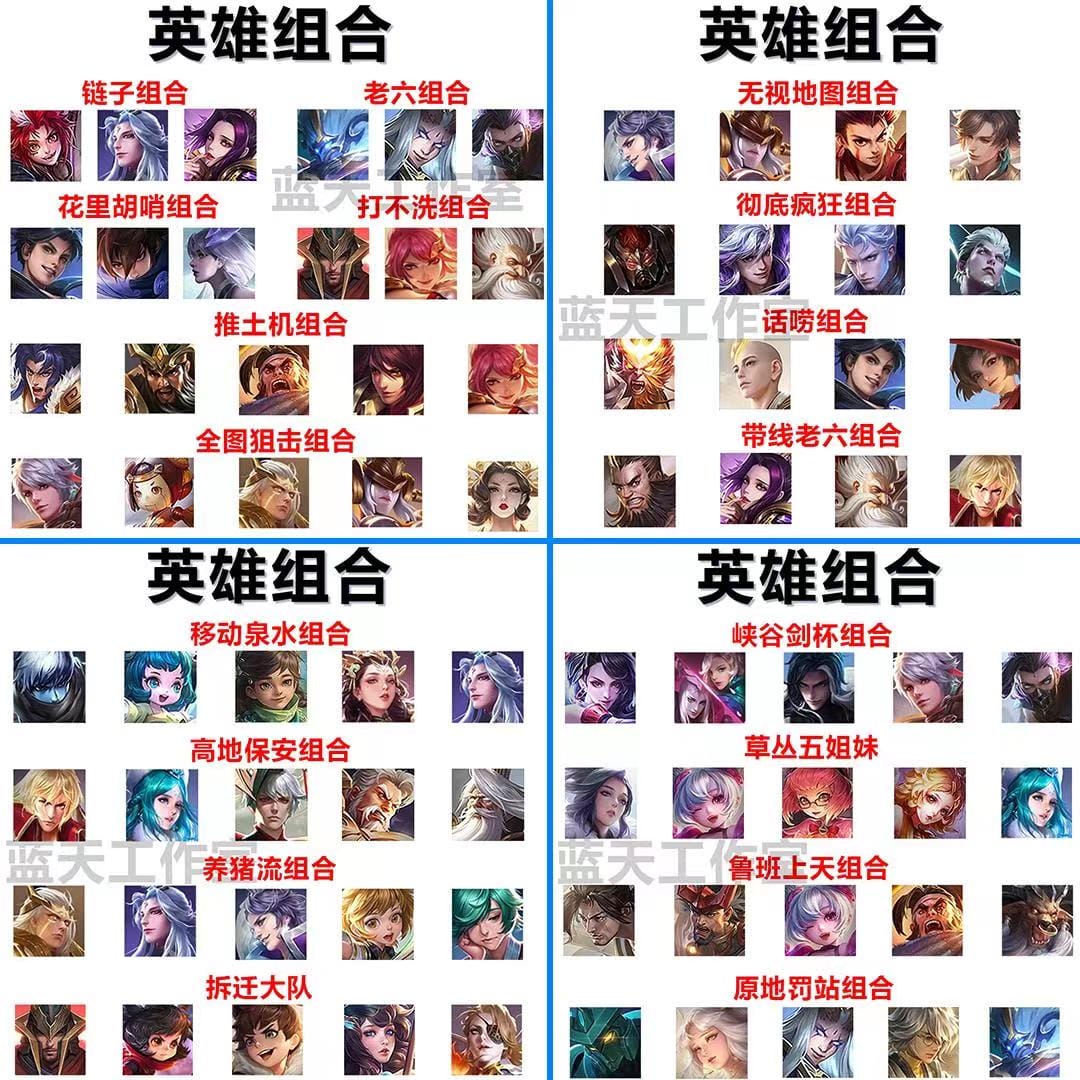 英雄组合
链子组合 老六组合
蓝天工作室
花里胡哨组合 打不洗组合
推土机组合
全图狙击组合
英雄组合
无视地图组合
彻底疯狂组合
蓝天工作室
话唠组合
带线老六组合
英雄组合
移动泉水组合
高地保安组合
蓝天工作室
养猪流组合
拆迁大队
英雄组合
峡谷剑杯组合
草丛五姐妹
蓝天工作室
鲁班上天组合
原地罚站组合